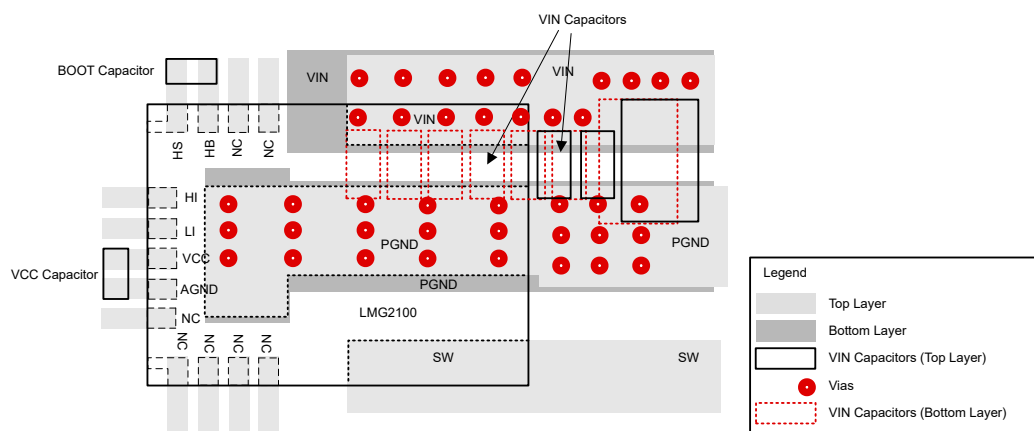 VIN Capacitors
BOOT Capacitor
VIN
VIN
VIN
HS
HB
NC
NC
HI
LI
VCC
AGND
NC
VCC Capacitor
PGND
PGND
PGND
LMG2100
NC
NC
NC
NC
SW
SW
Legend
Top Layer
Bottom Layer
VIN Capacitors (Top Layer)
Vias
VIN Capacitors (Bottom Layer)